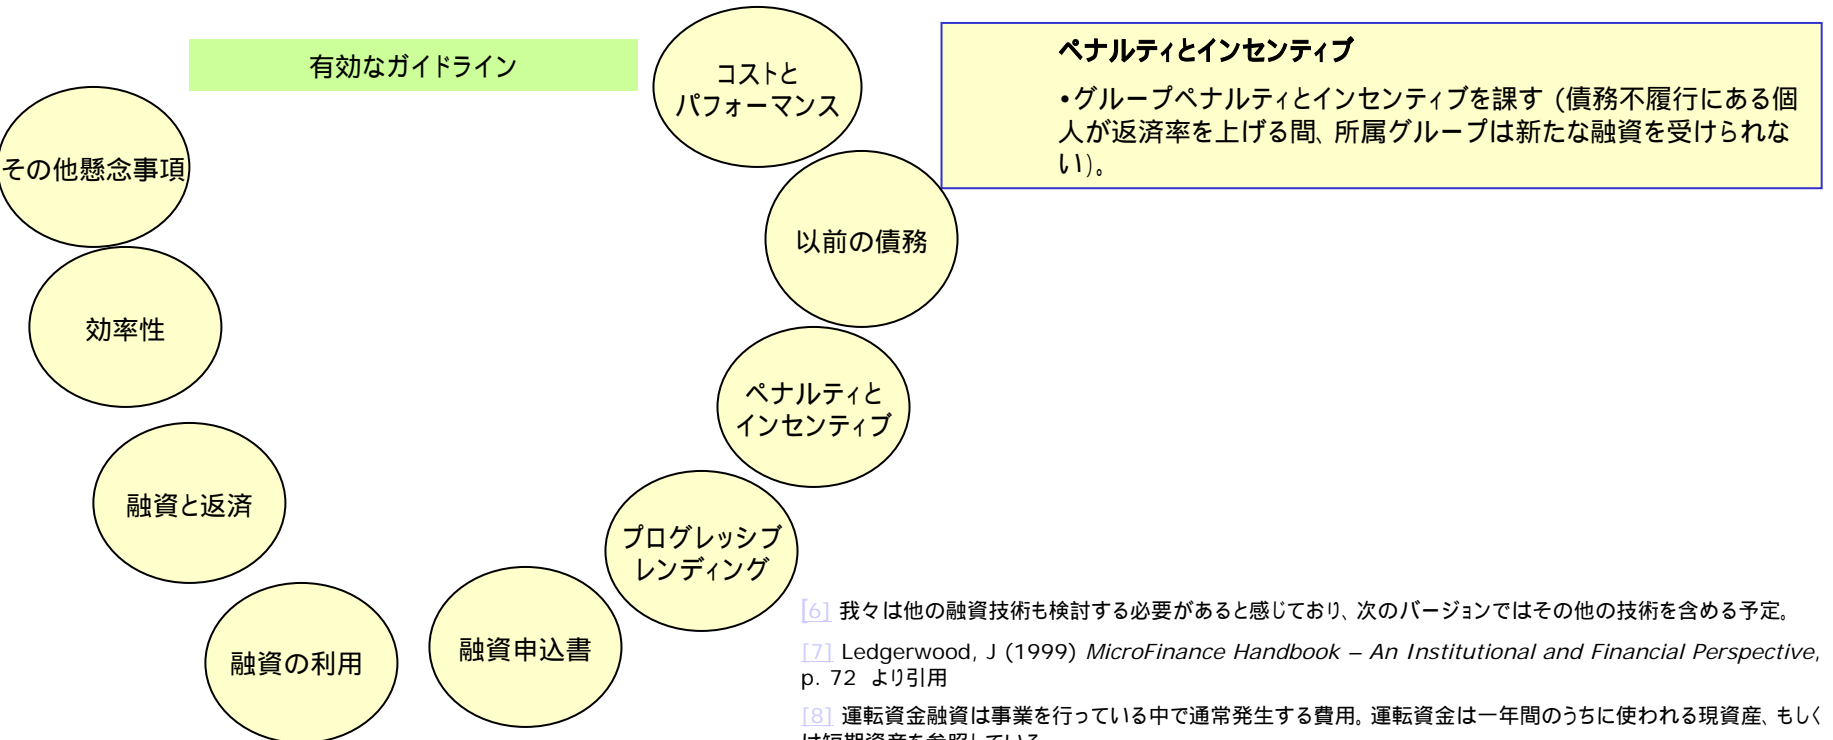 有効なガイドライン
コストと
パフォーマンス
ペナルティとインセンティブ
•グループペナルティとインセンティブを課す (債務不履行にある個
人が返済率を上げる間、所属グループは新たな融資を受けられな
い)。
その他懸念事項
以前の債務
効率性
ペナルティと
インセンティブ
融資と返済
プログレッシブ
レンディング
融資申込書
融資の利用
[6] 我々は他の融資技術も検討する必要があると感じており、次のバージョンではその他の技術を含める予定。
[7] Ledgerwood, J (1999) MicroFinance Handbook – An Institutional and Financial Perspective,
p. 72 より引用
[8] 運転資金融資は事業を行っている中で通常発生する費用。運転資金は一年間のうちに使われる現資産、もしく
は短期資産を参照している